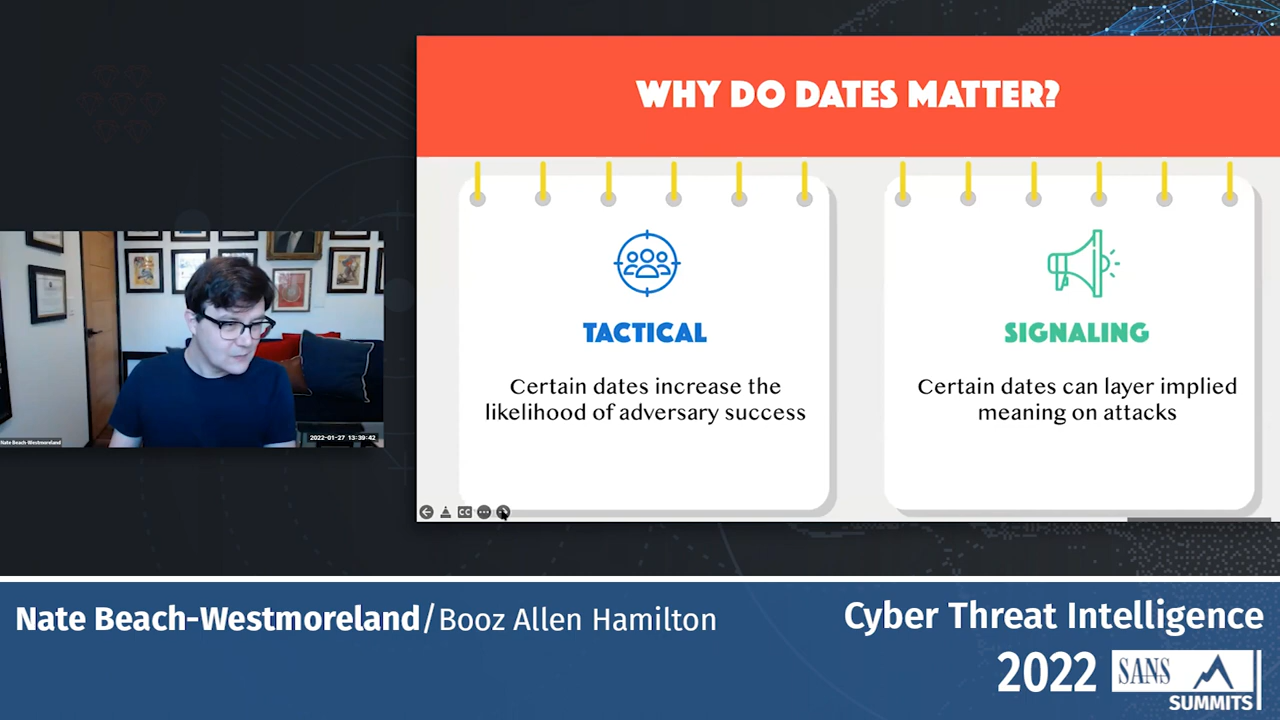 WHY DO DATES MATTER?
TACTICAL
Certain dates increase the
likelihood of adversary success
SIGNALING
Certain dates can layer implied
meaning on attacks
CC
Nate Beach-Westmoreland
2022-01-27 13:39:42
Nate Beach-Westmoreland/Booz Allen Hamilton
Cyber Threat Intelligence
2022
SANS
SUMMITS